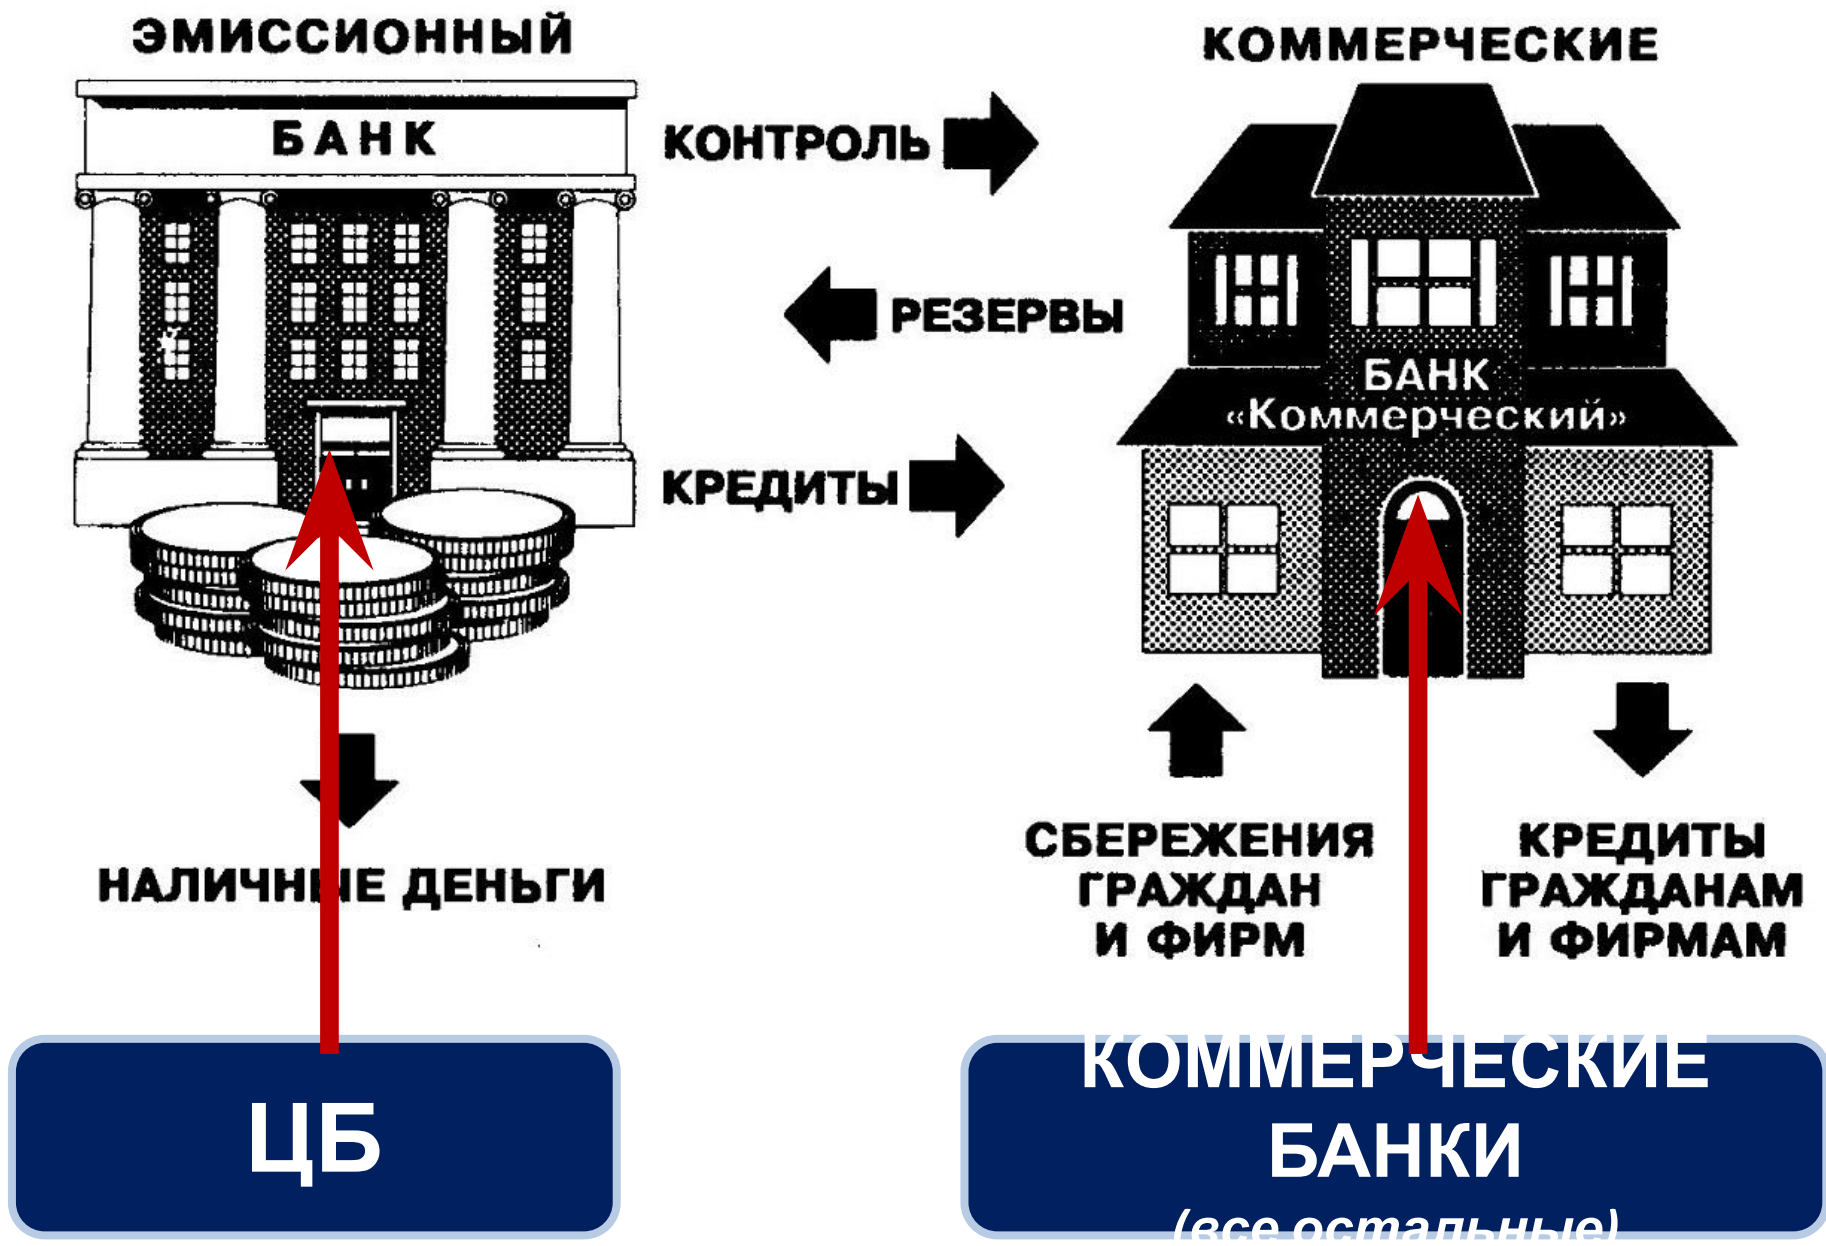 ЭМИССИОННЫЙ
БАНК
КОММЕРЧЕСКИЕ
КОНТРОЛЬ
РЕЗЕРВЫ
КРЕДИТЫ
БАНК
«Коммерческий»
НАЛИЧНЫЕ ДЕНЬГИ
СБЕРЕЖЕНИЯ
ГРАЖДАН
И ФИРМ
КРЕДИТЫ
ГРАЖДАНАМ
И ФИРМАМ
ЦБ
КОММЕРЧЕСКИЕ
БАНКИ
(все остальные)